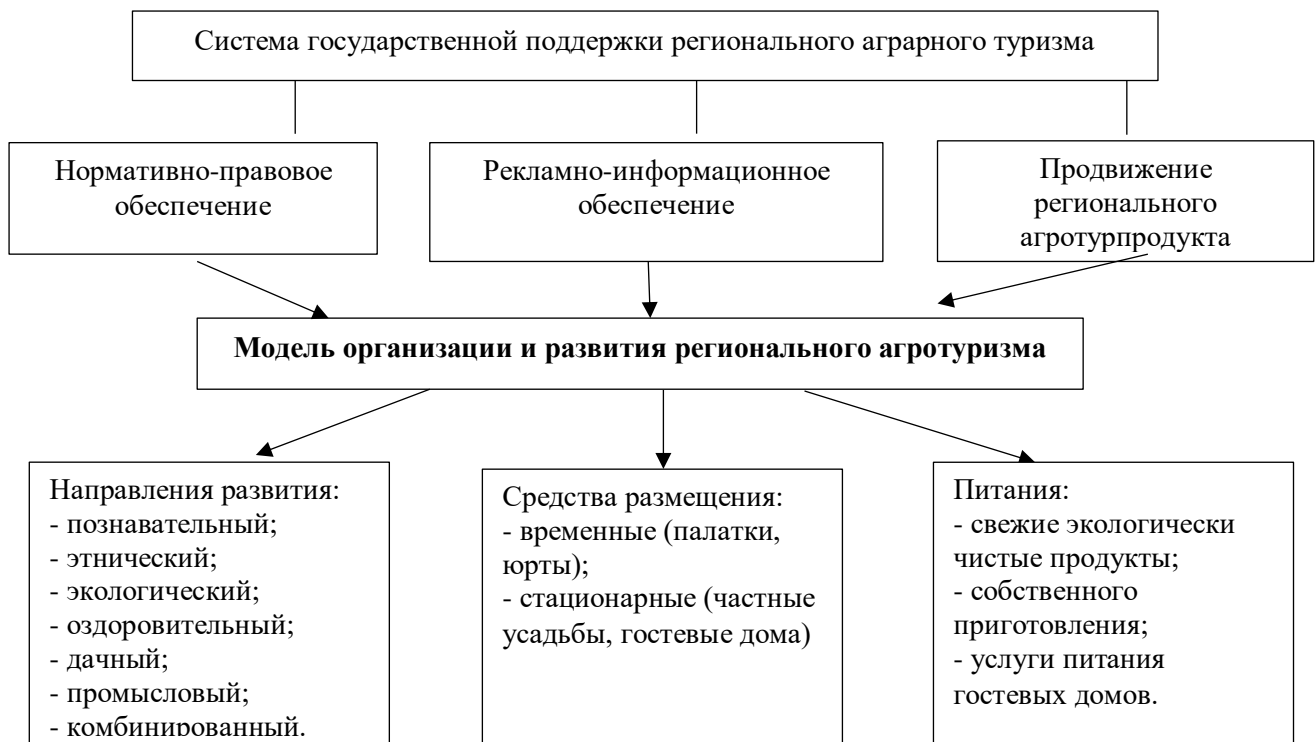 Система государственной поддержки регионального аграрного туризма
Нормативно-правовое
обеспечение
Рекламно-информационное
обеспечение
Продвижение
регионального
агротурпродукта
Модель организации и развития регионального агротуризма
Направления развития:
- познавательный;
- этнический;
- экологический;
- оздоровительный;
- дачный;
- промысловый;
- комбинированный.
Средства размещения:
- временные (палатки,
юрты);
- стационарные (частные
усадьбы, гостевые дома)
Питания:
- свежие экологически
чистые продукты;
- собственного
приготовления;
- услуги питания
гостевых домов.